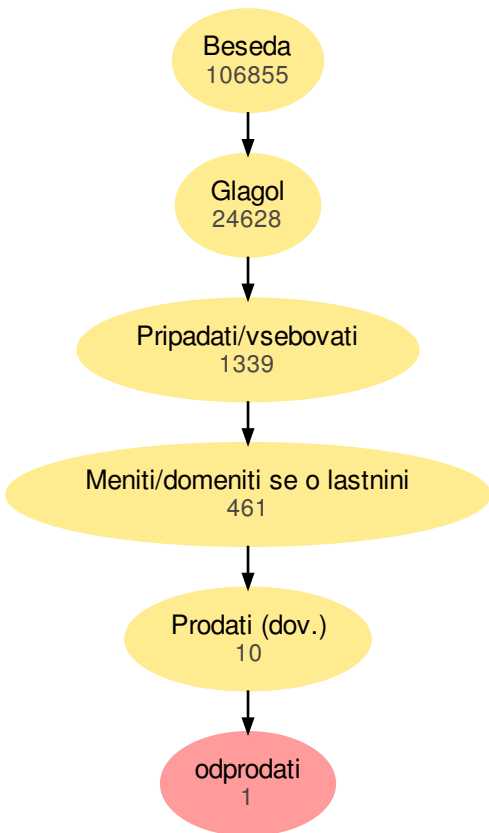 Beseda
106855
Glagol
24628
Pripadati/vsebovati
1339
Meniti/domeniti se o lastnini
461
Prodati (dov.)
10
odprodati
1